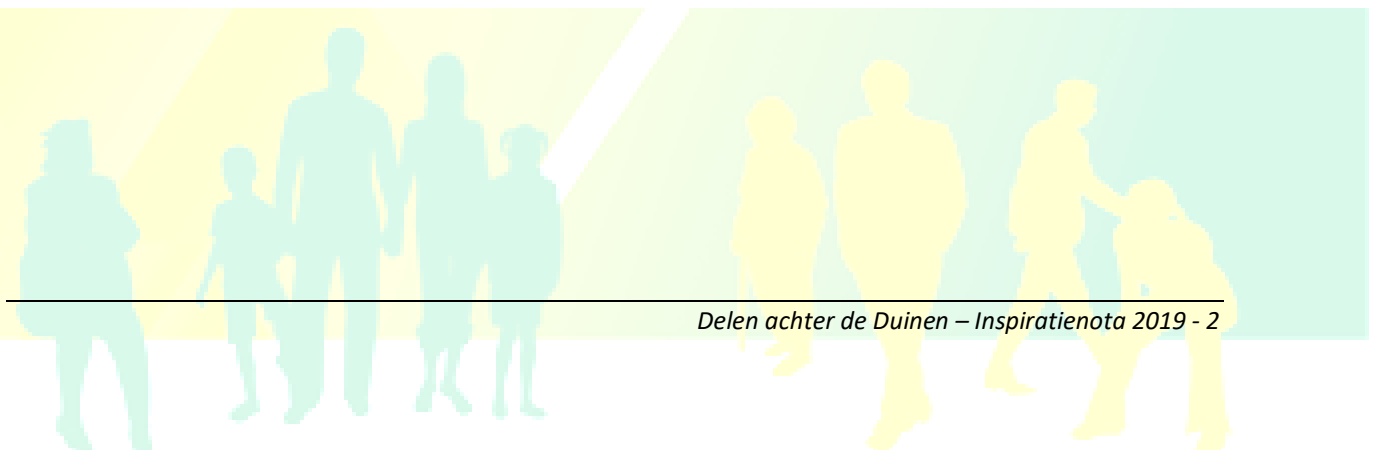 Delen achter de Duinen – Inspiratienota 2019 - 2